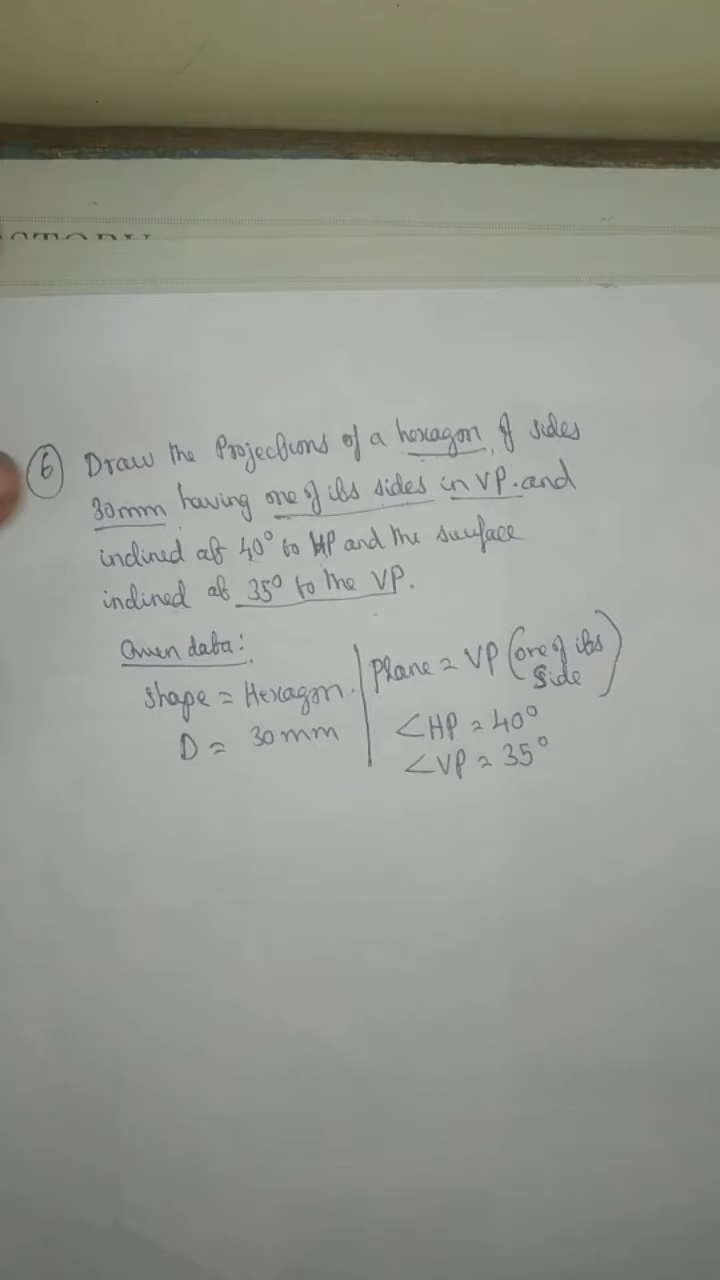 6 Draw the Projections of a hexagon of sides
30mm having one of its sides in VP. and
inclined at 40° to HP and the surface
inclined at 35° to the VP.
Given data:
Shape = Hexagon.
D = 30mm
Plane = VP (one of its
Side)
∠HP = 40°
∠VP = 35°